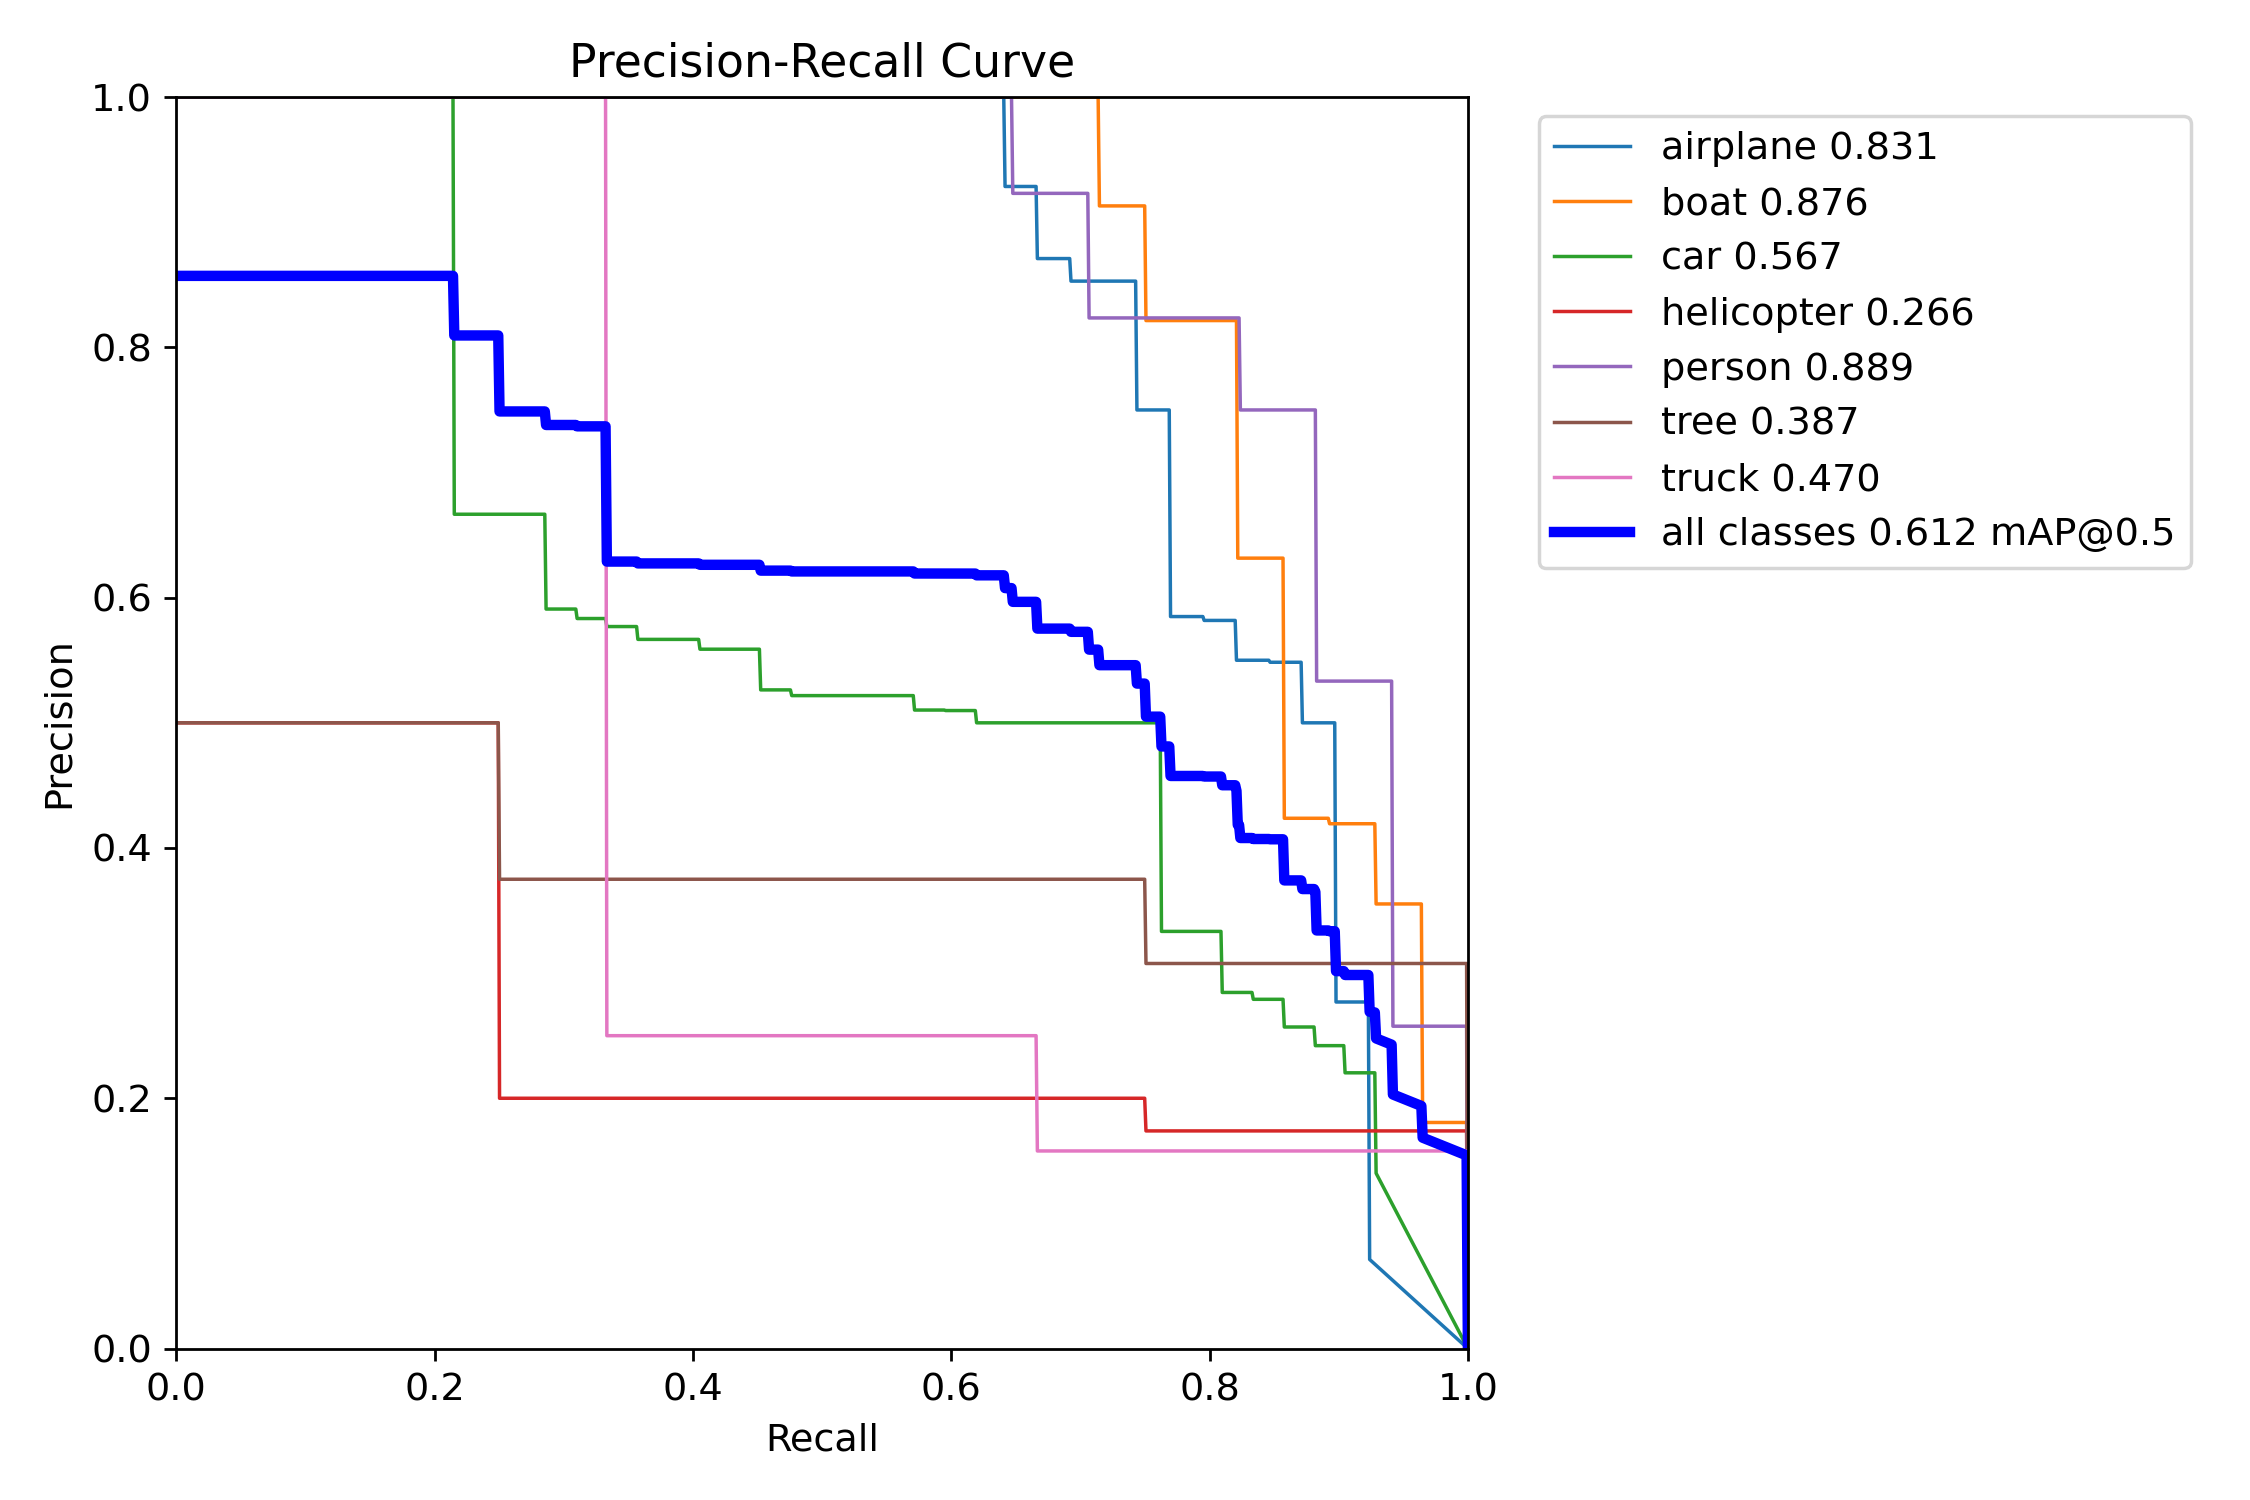 Precision-Recall Curve
1.0
0.8
0.6
0.4
0.2
0.0
Precision
0.0 0.2 0.4 0.6 0.8 1.0
Recall
airplane 0.831
boat 0.876
car 0.567
helicopter 0.266
person 0.889
tree 0.387
truck 0.470
all classes 0.612 mAP@0.5